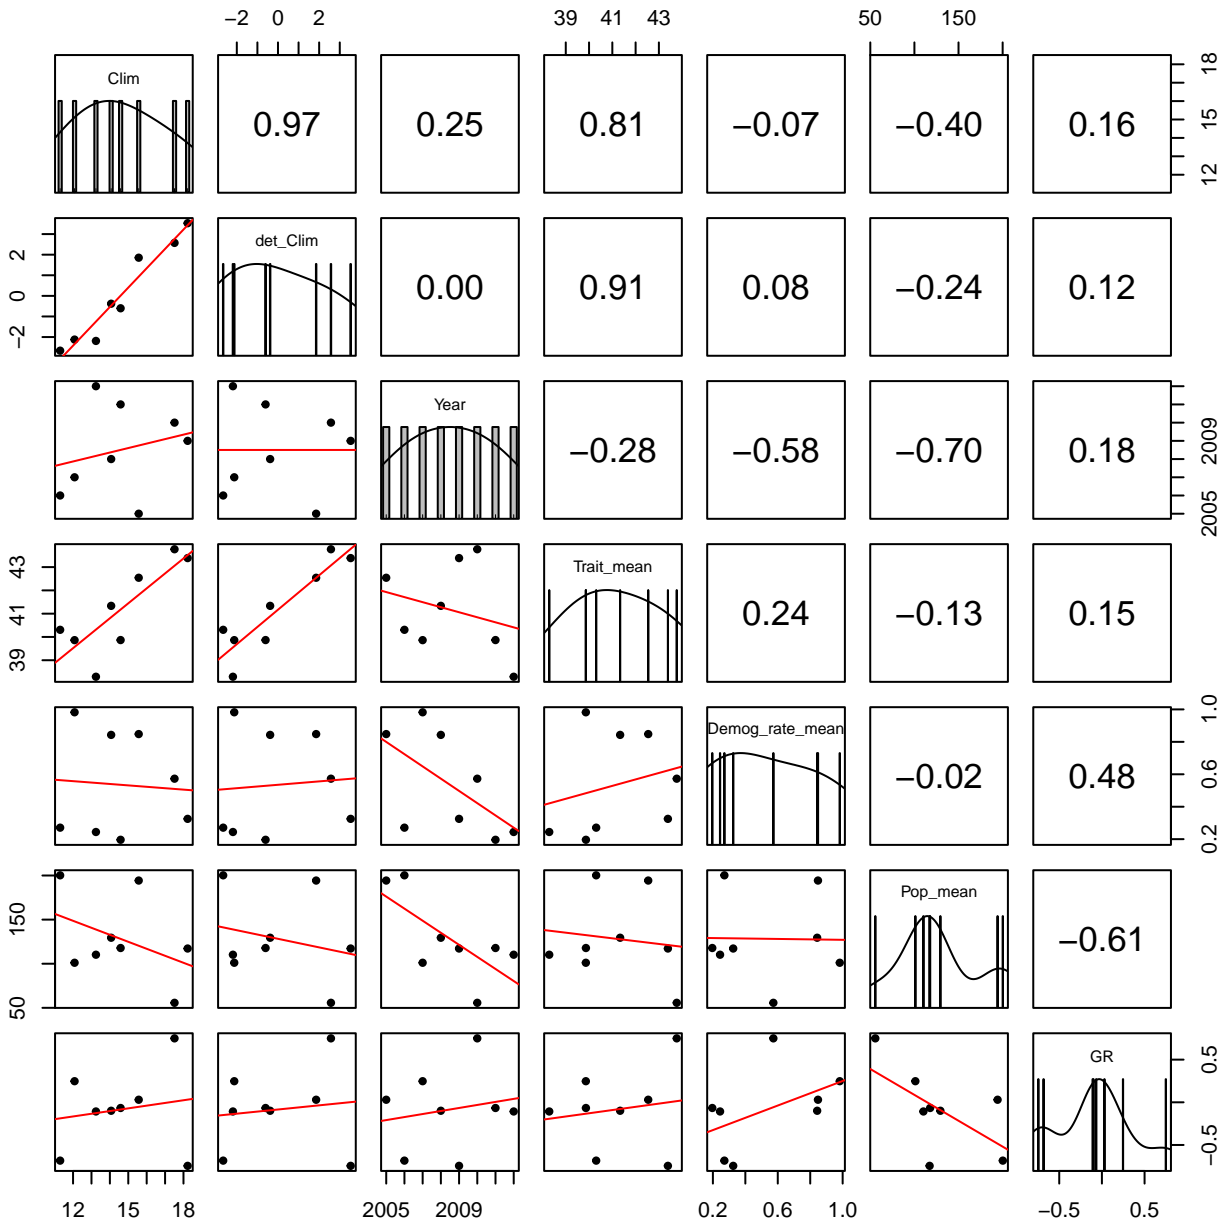 −2 0 2 39 41 43 50 150
Clim 0.97 0.25 0.81 −0.07 −0.40 0.16 12 15 18
−2 0 2 det_Clim 0.00 0.91 0.08 −0.24 0.12
Year −0.28 −0.58 −0.70 0.18 2005 2009
39 41 43 Trait_mean 0.24 −0.13 0.15
Demog_rate_mean −0.02 0.48 0.2 0.6 1.0
50 150 Pop_mean −0.61
GR −0.5 0.5
12 15 18 2005 2009 0.2 0.6 1.0 −0.5 0.5